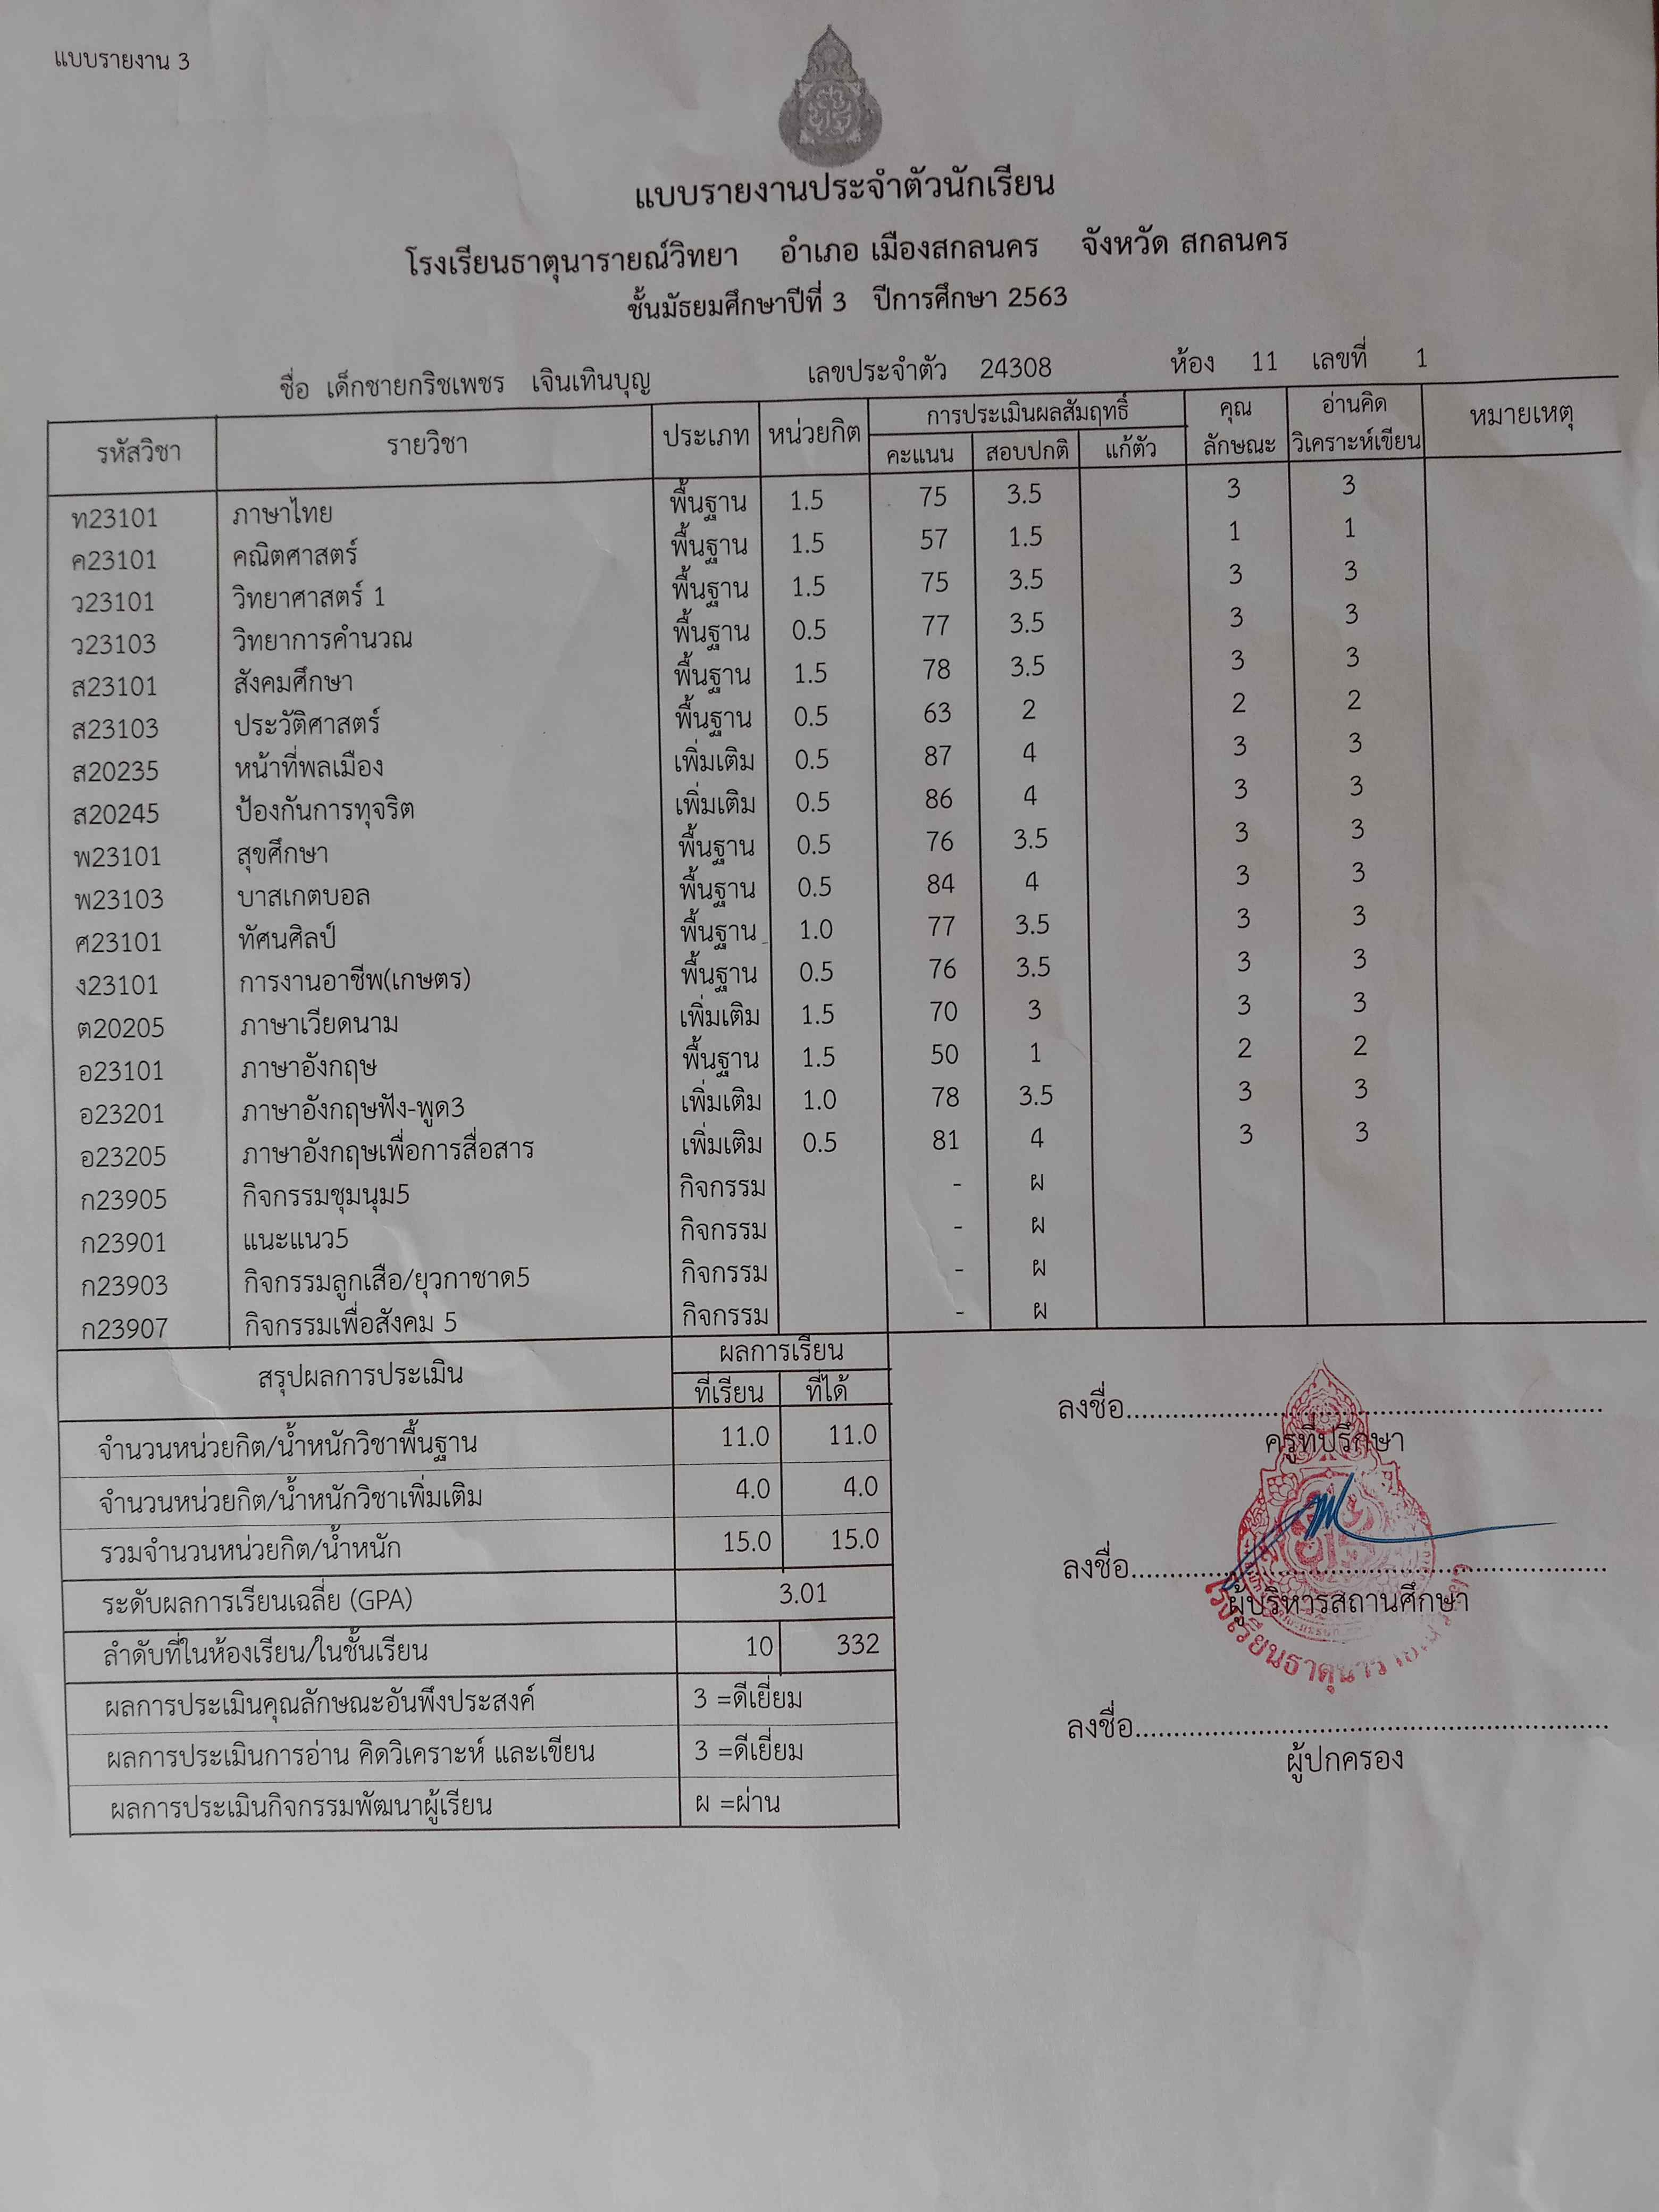 แบบรายงาน 3
แบบรายงานประจำตัวนักเรียน
โรงเรียนธาตุนารายณ์วิทยา อำเภอ เมืองสกลนคร จังหวัด สกลนคร
ชั้นมัธยมศึกษาปีที่ 3 ปีการศึกษา 2563
ชื่อ เด็กชายกริชเพชร เจินเทินบุญ เลขประจำตัว 24308 ห้อง 11 เลขที่ 1
รหัสวิชา รายวิชา ประเภท หน่วยกิต การประเมินผลสัมฤทธิ์ คุณ อ่านคิด หมายเหตุ
คะแนน สอบปกติ แก้ตัว ลักษณะ วิเคราะห์เขียน
ท23101 ภาษาไทย พื้นฐาน 1.5 75 3.5 3 3
ค23101 คณิตศาสตร์ พื้นฐาน 1.5 57 1.5 1 1
ว23101 วิทยาศาสตร์ 1 พื้นฐาน 1.5 75 3.5 3 3
ว23103 วิทยาการคำนวณ พื้นฐาน 0.5 77 3.5 3 3
ส23101 สังคมศึกษา พื้นฐาน 1.5 78 3.5 3 3
ส23103 ประวัติศาสตร์ พื้นฐาน 0.5 63 2 2 2
ส20235 หน้าที่พลเมือง เพิ่มเติม 0.5 87 4 3 3
ส20245 ป้องกันการทุจริต เพิ่มเติม 0.5 86 4 3 3
พ23101 สุขศึกษา พื้นฐาน 0.5 76 3.5 3 3
พ23103 บาสเกตบอล พื้นฐาน 0.5 84 4 3 3
ศ23101 ทัศนศิลป์ พื้นฐาน 1.0 77 3.5 3 3
ง23101 การงานอาชีพ(เกษตร) พื้นฐาน 0.5 76 3.5 3 3
ต20205 ภาษาเวียดนาม เพิ่มเติม 1.5 70 3 3 3
อ23101 ภาษาอังกฤษ พื้นฐาน 1.5 50 1 2 2
อ23201 ภาษาอังกฤษฟัง-พูด3 เพิ่มเติม 1.0 78 3.5 3 3
อ23205 ภาษาอังกฤษเพื่อการสื่อสาร เพิ่มเติม 0.5 81 4 3 3
ก23905 กิจกรรมชุมนุม5 กิจกรรม - ผ
ก23901 แนะแนว5 กิจกรรม - ผ
ก23903 กิจกรรมลูกเสือ/ยุวกาชาด5 กิจกรรม - ผ
ก23907 กิจกรรมเพื่อสังคม 5 กิจกรรม - ผ
สรุปผลการประเมิน ผลการเรียน
ที่เรียน ที่ได้
จำนวนหน่วยกิต/น้ำหนักวิชาพื้นฐาน 11.0 11.0
จำนวนหน่วยกิต/น้ำหนักวิชาเพิ่มเติม 4.0 4.0
รวมจำนวนหน่วยกิต/น้ำหนัก 15.0 15.0
ระดับผลการเรียนเฉลี่ย (GPA) 3.01
ลำดับที่ในห้องเรียน/ในชั้นเรียน 10 332
ผลการประเมินคุณลักษณะอันพึงประสงค์ 3 =ดีเยี่ยม
ผลการประเมินการอ่าน คิดวิเคราะห์ และเขียน 3 =ดีเยี่ยม
ผลการประเมินกิจกรรมพัฒนาผู้เรียน ผ =ผ่าน
ลงชื่อ............................................................
ครูที่ปรึกษา
ลงชื่อ............................................................
ผู้บริหารสถานศึกษา
ลงชื่อ............................................................
ผู้ปกครอง